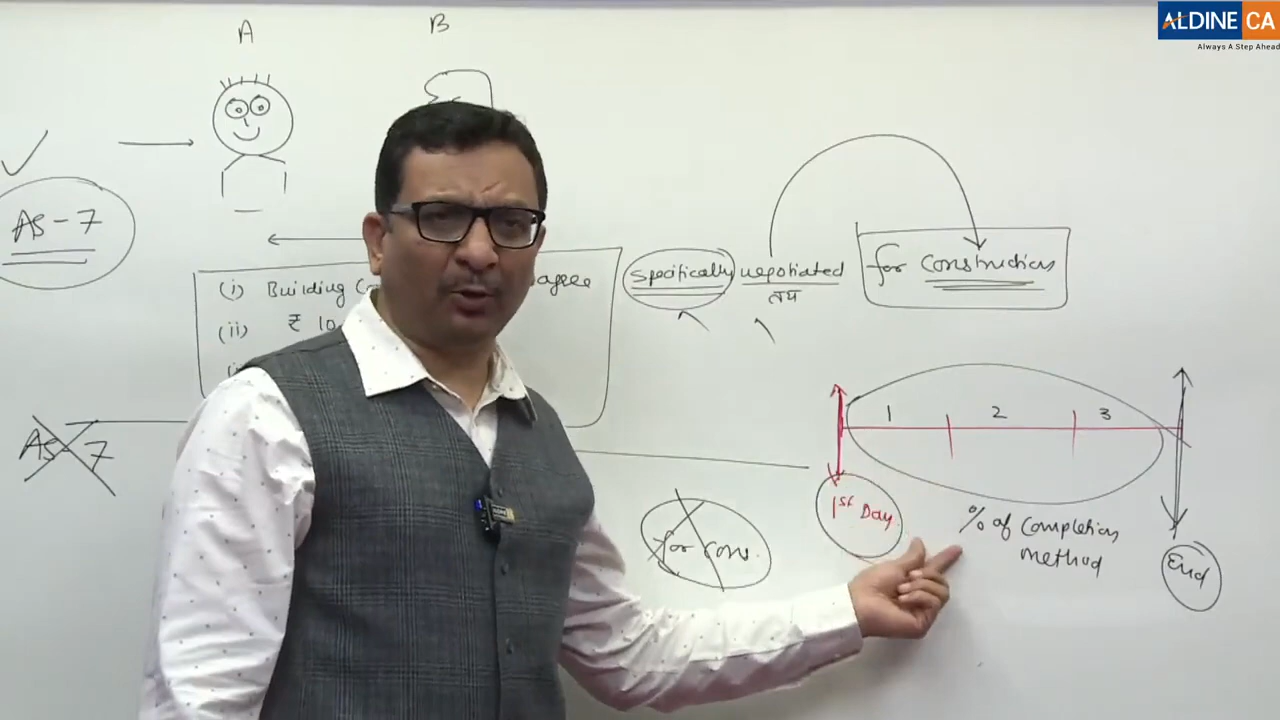 ALDINE CA
Always A Step Ahead
A
B
AS-7
(i) Building
agree
(ii) ₹ 10
specifically negotiated
तय
for construction
AS-7
1 2 3
1st Day
% of completion
method
End
for cons.